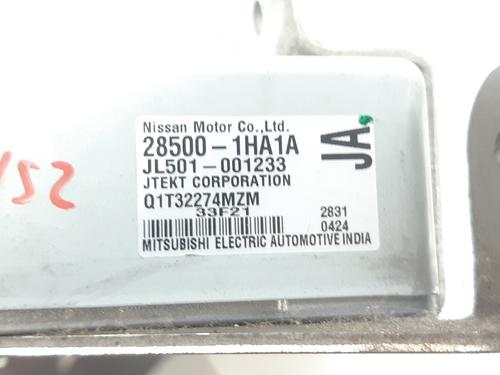 Nissan Motor Co.,Ltd.
28500-1HA1A
JL501-001233
JTEKT CORPORATION
Q1T32274MZM
33F21
2831
0424
MITSUBISHI ELECTRIC AUTOMOTIVE INDIA
JA